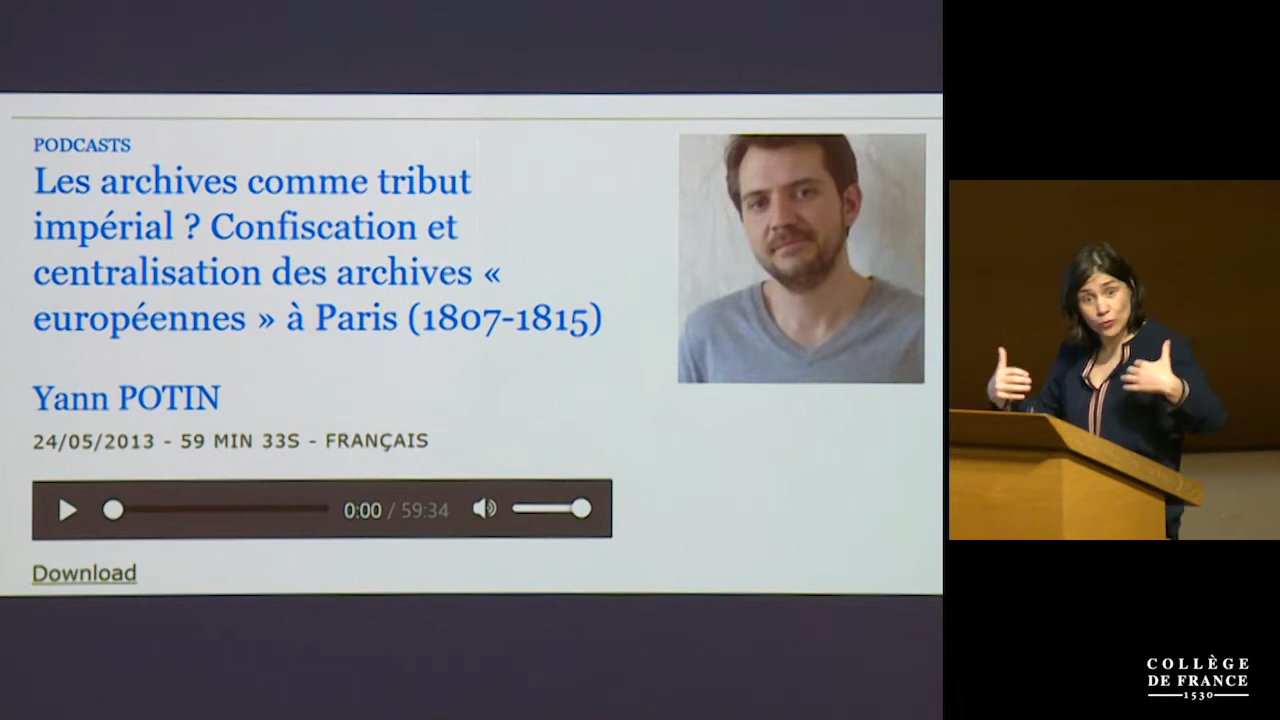 PODCASTS
Les archives comme tribut
impérial ? Confiscation et
centralisation des archives «
européennes » à Paris (1807-1815)
Yann POTIN
24/05/2013 - 59 MIN 33S - FRANÇAIS
0:00 / 59:34
Download
COLLÈGE
DE FRANCE
1530